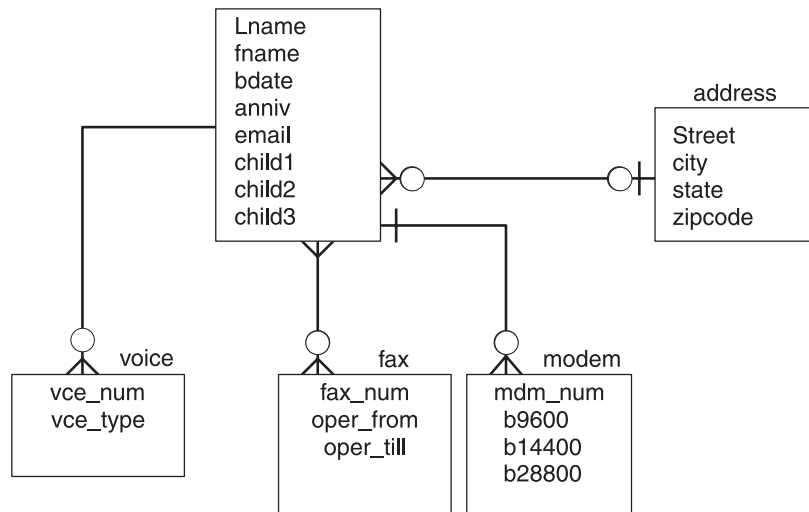 Lname
fname
bdate
anniv
email
child1
child2
child3
address
Street
city
state
zipcode
voice
vce_num
vce_type
fax
fax_num
oper_from
oper_till
modem
mdm_num
b9600
b14400
b28800